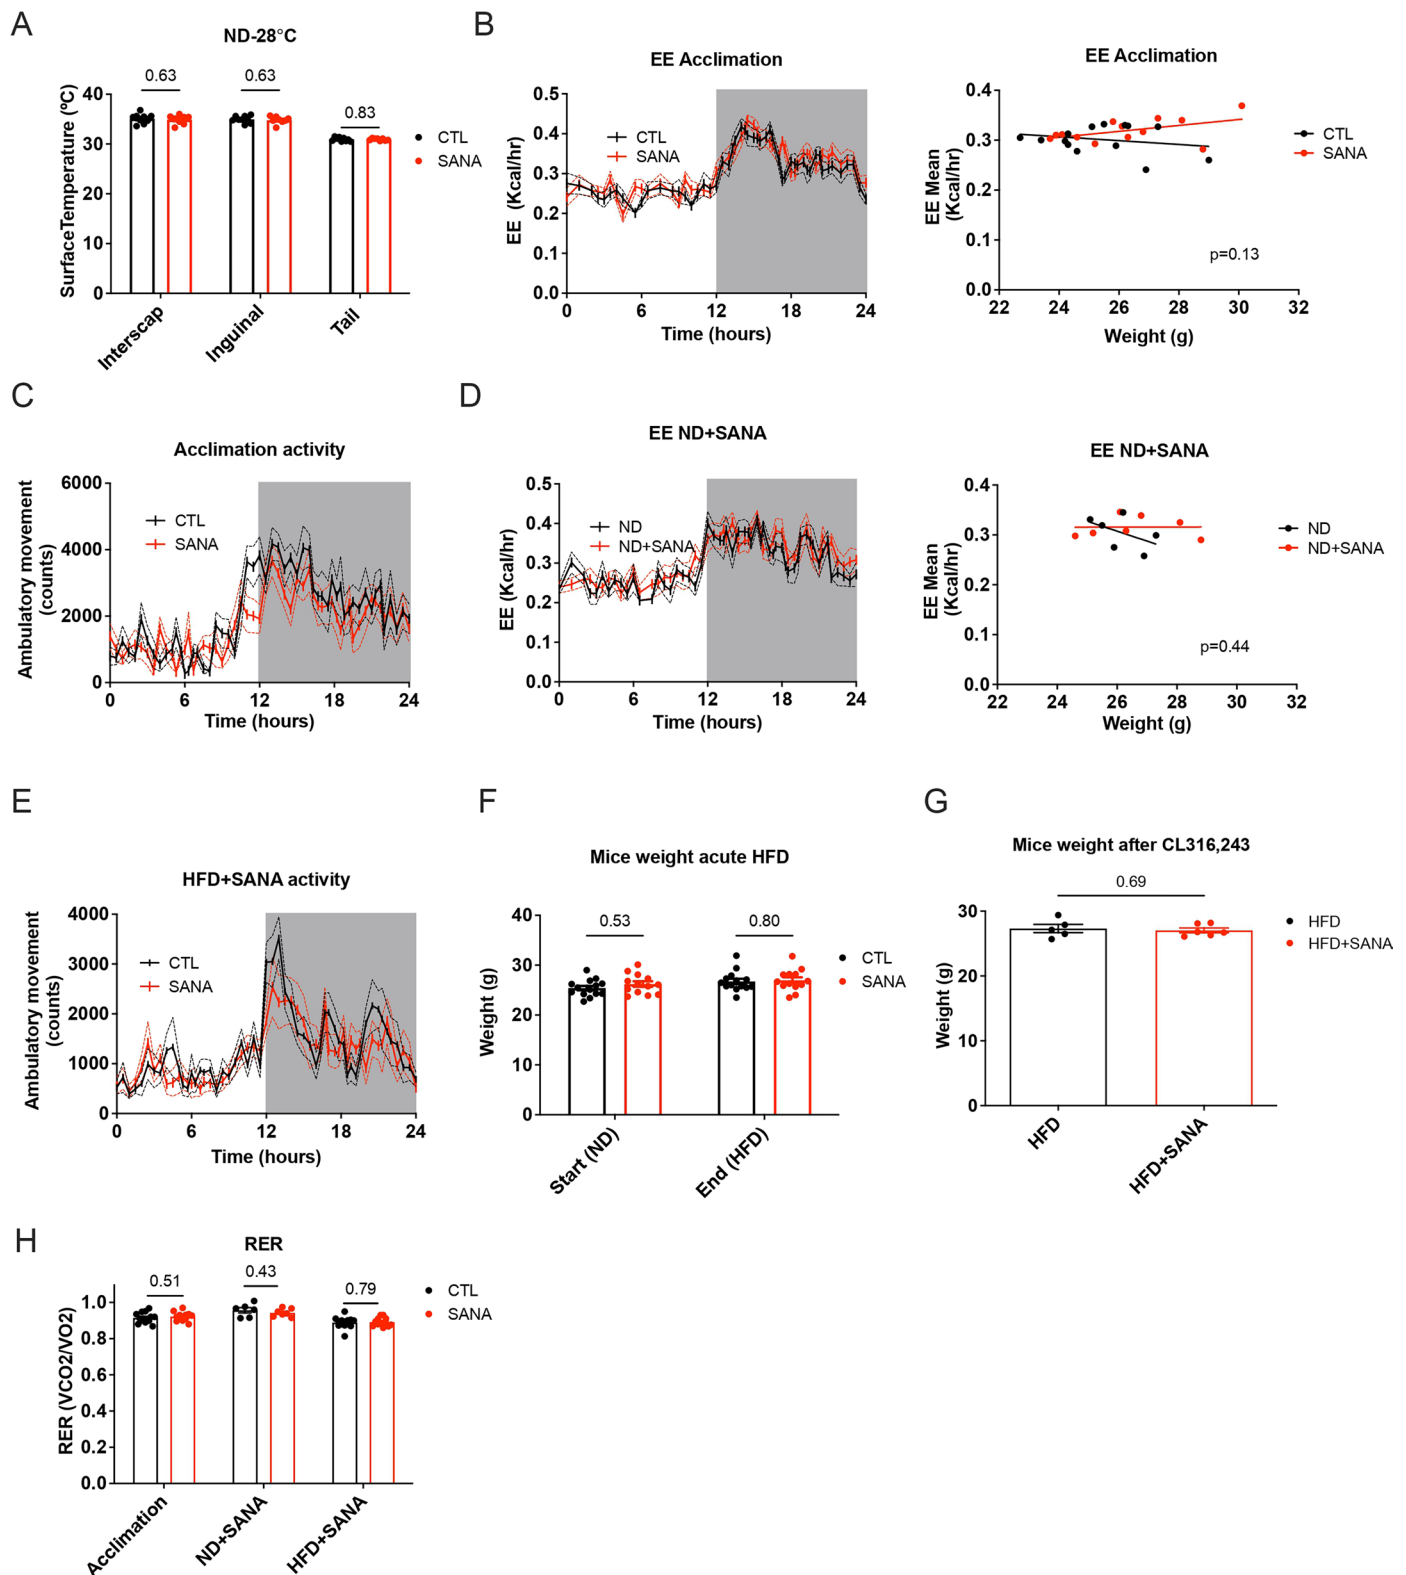 A
ND-28°C
0.63
0.63
0.83
SurfaceTemperature (ºC)
40
30
20
10
0
Interscap
Inguinal
Tail
CTL
SANA
B
EE Acclimation
EE (Kcal/hr)
0.5
0.4
0.3
0.2
0.1
0.0
CTL
SANA
0
6
12
18
24
Time (hours)
EE Acclimation
EE Mean
(Kcal/hr)
0.4
0.3
0.2
0.1
0.0
p=0.13
22
24
26
28
30
32
Weight (g)
CTL
SANA
C
Acclimation activity
Ambulatory movement
(counts)
6000
4000
2000
0
CTL
SANA
0
6
12
18
24
Time (hours)
D
EE ND+SANA
EE (Kcal/hr)
0.5
0.4
0.3
0.2
0.1
0.0
ND
ND+SANA
0
6
12
18
24
Time (hours)
EE ND+SANA
EE Mean
(Kcal/hr)
0.4
0.3
0.2
0.1
0.0
p=0.44
22
24
26
28
30
32
Weight (g)
ND
ND+SANA
E
HFD+SANA activity
Ambulatory movement
(counts)
4000
3000
2000
1000
0
CTL
SANA
0
6
12
18
24
Time (hours)
F
Mice weight acute HFD
0.53
0.80
Weight (g)
40
30
20
10
0
Start (ND)
End (HFD)
CTL
SANA
G
Mice weight after CL316,243
0.69
Weight (g)
30
20
10
0
HFD
HFD+SANA
HFD
HFD+SANA
H
RER
0.51
0.43
0.79
RER (VCO2/VO2)
1.0
0.8
0.6
0.4
0.2
0.0
Acclimation
ND+SANA
HFD+SANA
CTL
SANA